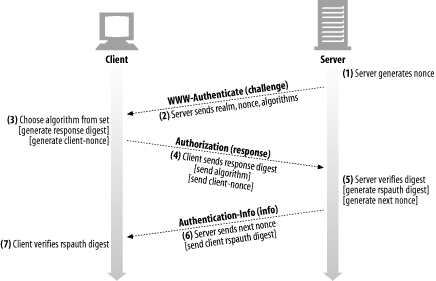 Client
Server
(1) Server generates nonce
WWW-Authenticate (challenge)
(2) Server sends realm, nonce, algorithms
(3) Choose algorithm from set
[generate response digest]
[generate client-nonce]
Authorization (response)
(4) Client sends response digest
[send algorithm]
[send client-nonce]
(5) Server verifies digest
[generate rspauth digest]
[generate next nonce]
Authentication-Info (info)
(6) Server sends next nonce
[send client rspauth digest]
(7) Client verifies rspauth digest